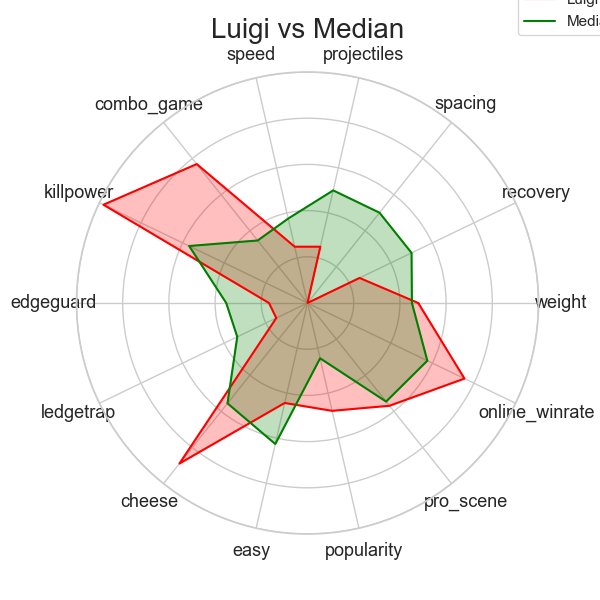 Luigi vs Median
speed
projectiles
combo_game
spacing
killpower
recovery
edgeguard
weight
ledgetrap
online_winrate
cheese
pro_scene
easy
popularity